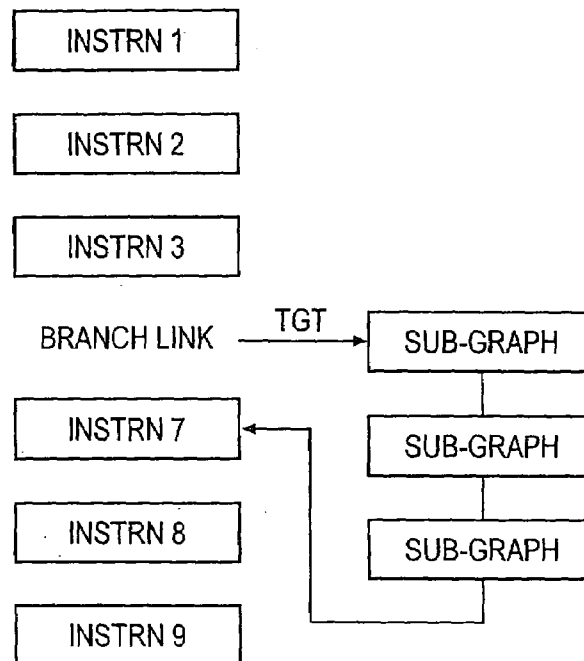 INSTRN 1
INSTRN 2
INSTRN 3
BRANCH LINK
TGT
SUB-GRAPH
INSTRN 7
SUB-GRAPH
INSTRN 8
SUB-GRAPH
INSTRN 9